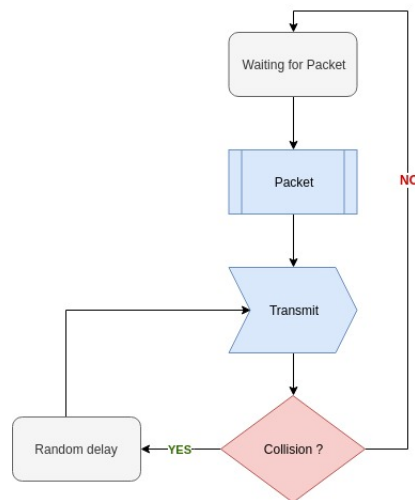 Waiting for Packet
Packet
NO
Transmit
Collision ?
YES
Random delay